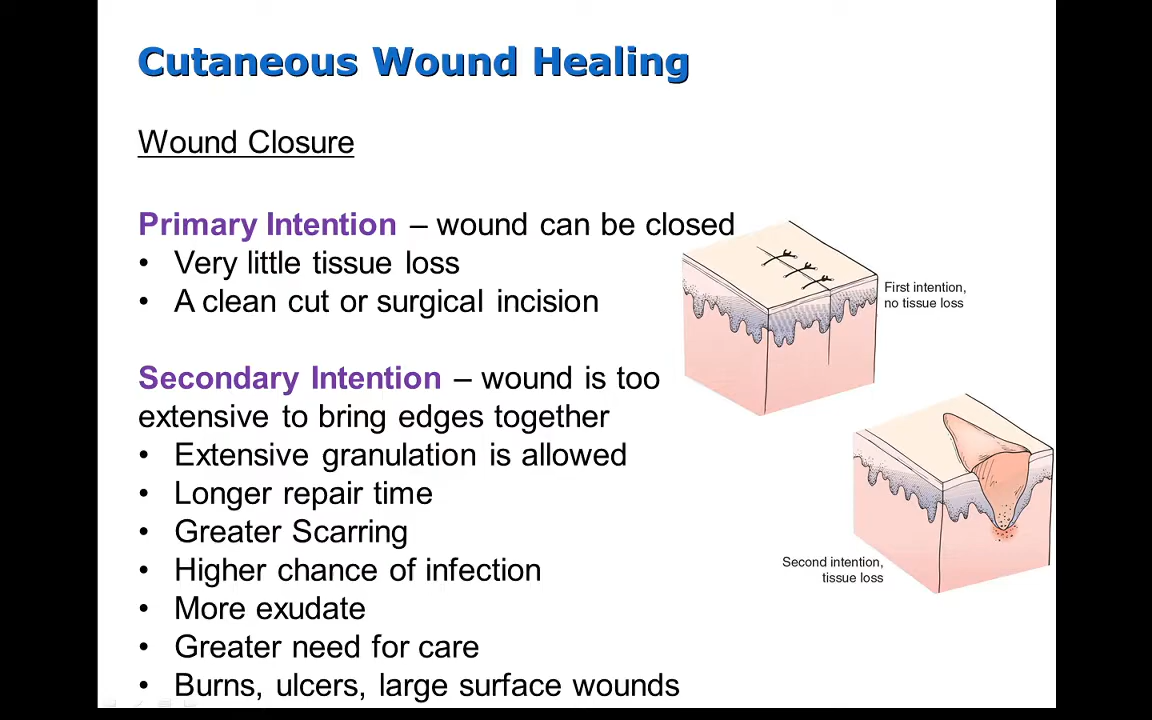 Cutaneous Wound Healing
Wound Closure
Primary Intention – wound can be closed
• Very little tissue loss
• A clean cut or surgical incision
First intention,
no tissue loss
Secondary Intention – wound is too
extensive to bring edges together
• Extensive granulation is allowed
• Longer repair time
• Greater Scarring
• Higher chance of infection
• More exudate
• Greater need for care
• Burns, ulcers, large surface wounds
Second intention,
tissue loss